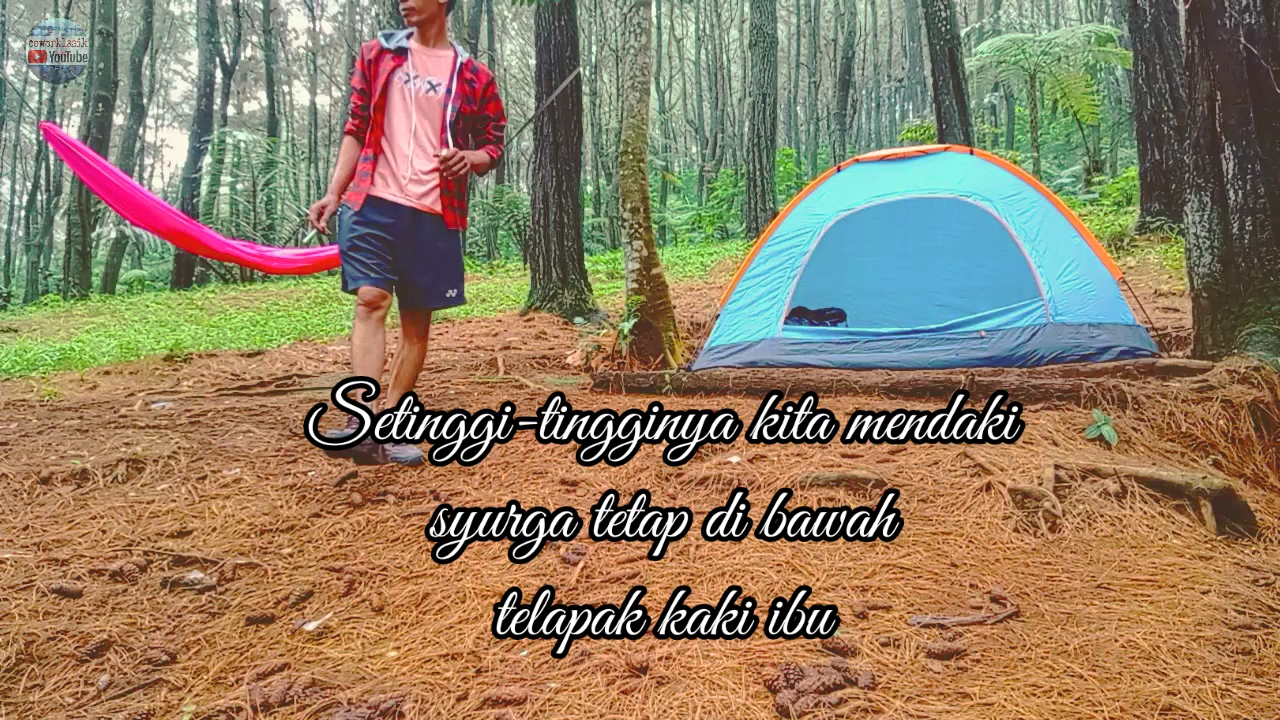 YouTube
Setinggi-tingginya kita mendaki
syurga tetap di bawah
telapak kaki ibu